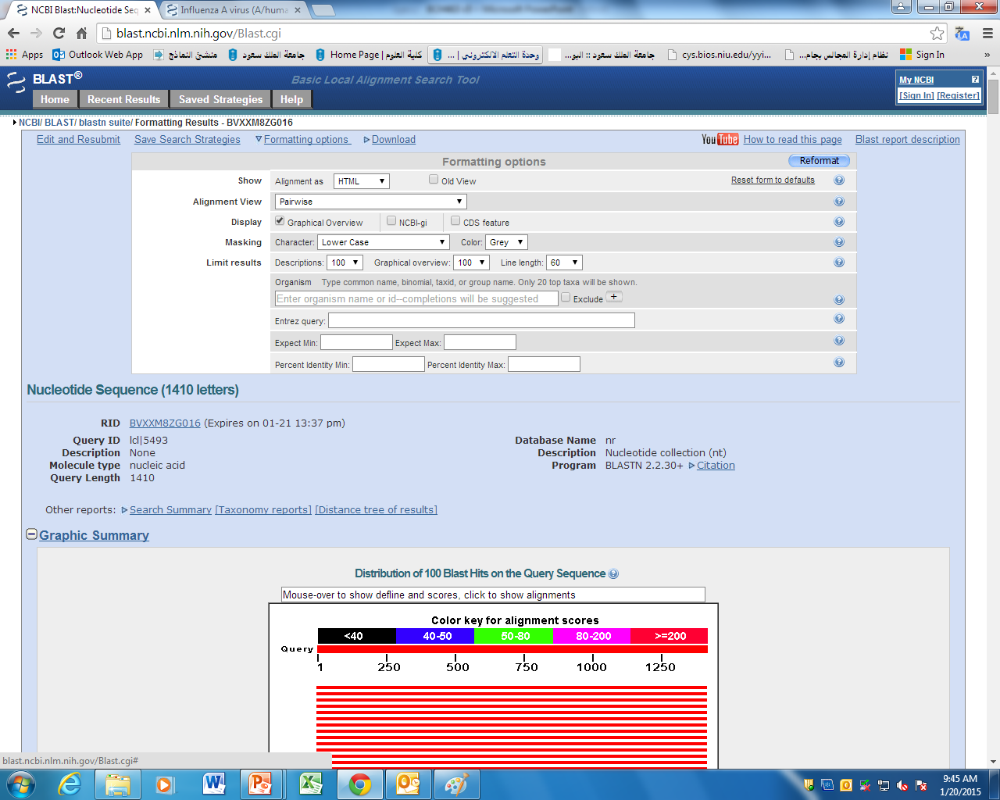 NCBI Blast:Nucleotide Seq
Influenza A virus (A/huma
blast.ncbi.nlm.nih.gov/Blast.cgi
Apps
Outlook Web App
منشئ النماذج
جامعة الملك سعود
كلية العلوم | Home Page
وحدة التعلم الالكتروني | ...
جامعة الملك سعود :: البو...
cys.bios.niu.edu/yyi...
نظام إدارة المجالس بجام...
Sign In
»
BLAST®
Basic Local Alignment Search Tool
My NCBI
[Sign In] [Register]
Home
Recent Results
Saved Strategies
Help
NCBI/ BLAST/ blastn suite/ Formatting Results - BVXXM8ZG016
Edit and Resubmit
Save Search Strategies
Formatting options
Download
YouTube How to read this page
Blast report description
Formatting options
Reformat
Show Alignment as HTML Old View Reset form to defaults
Alignment View Pairwise
Display Graphical Overview NCBI-gi CDS feature
Masking Character: Lower Case Color: Grey
Limit results Descriptions: 100 Graphical overview: 100 Line length: 60
Organism Type common name, binomial, taxid, or group name. Only 20 top taxa will be shown.
Enter organism name or id--completions will be suggested Exclude +
Entrez query:
Expect Min: Expect Max:
Percent Identity Min: Percent Identity Max:
Nucleotide Sequence (1410 letters)
RID BVXXM8ZG016 (Expires on 01-21 13:37 pm)
Query ID lcl|5493
Description None
Molecule type nucleic acid
Query Length 1410
Database Name nr
Description Nucleotide collection (nt)
Program BLASTN 2.2.30+ Citation
Other reports: Search Summary [Taxonomy reports] [Distance tree of results]
Graphic Summary
Distribution of 100 Blast Hits on the Query Sequence
Mouse-over to show defline and scores, click to show alignments
Color key for alignment scores
<40 40-50 50-80 80-200 >=200
Query
1 250 500 750 1000 1250
blast.ncbi.nlm.nih.gov/Blast.cgi#
9:45 AM
1/20/2015